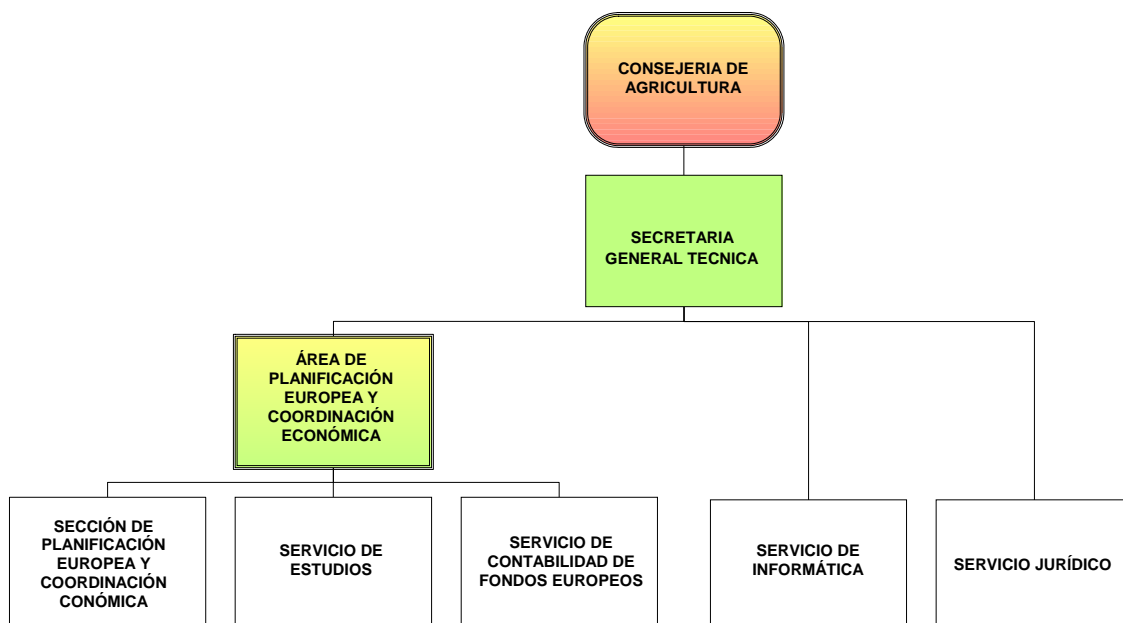 CONSEJERIA DE
AGRICULTURA
SECRETARIA
GENERAL TECNICA
ÁREA DE
PLANIFICACIÓN
EUROPEA Y
COORDINACIÓN
ECONÓMICA
SECCIÓN DE
PLANIFICACIÓN
EUROPEA Y
COORDINACIÓN
CONÓMICA
SERVICIO DE
ESTUDIOS
SERVICIO DE
CONTABILIDAD DE
FONDOS EUROPEOS
SERVICIO DE
INFORMÁTICA
SERVICIO JURÍDICO